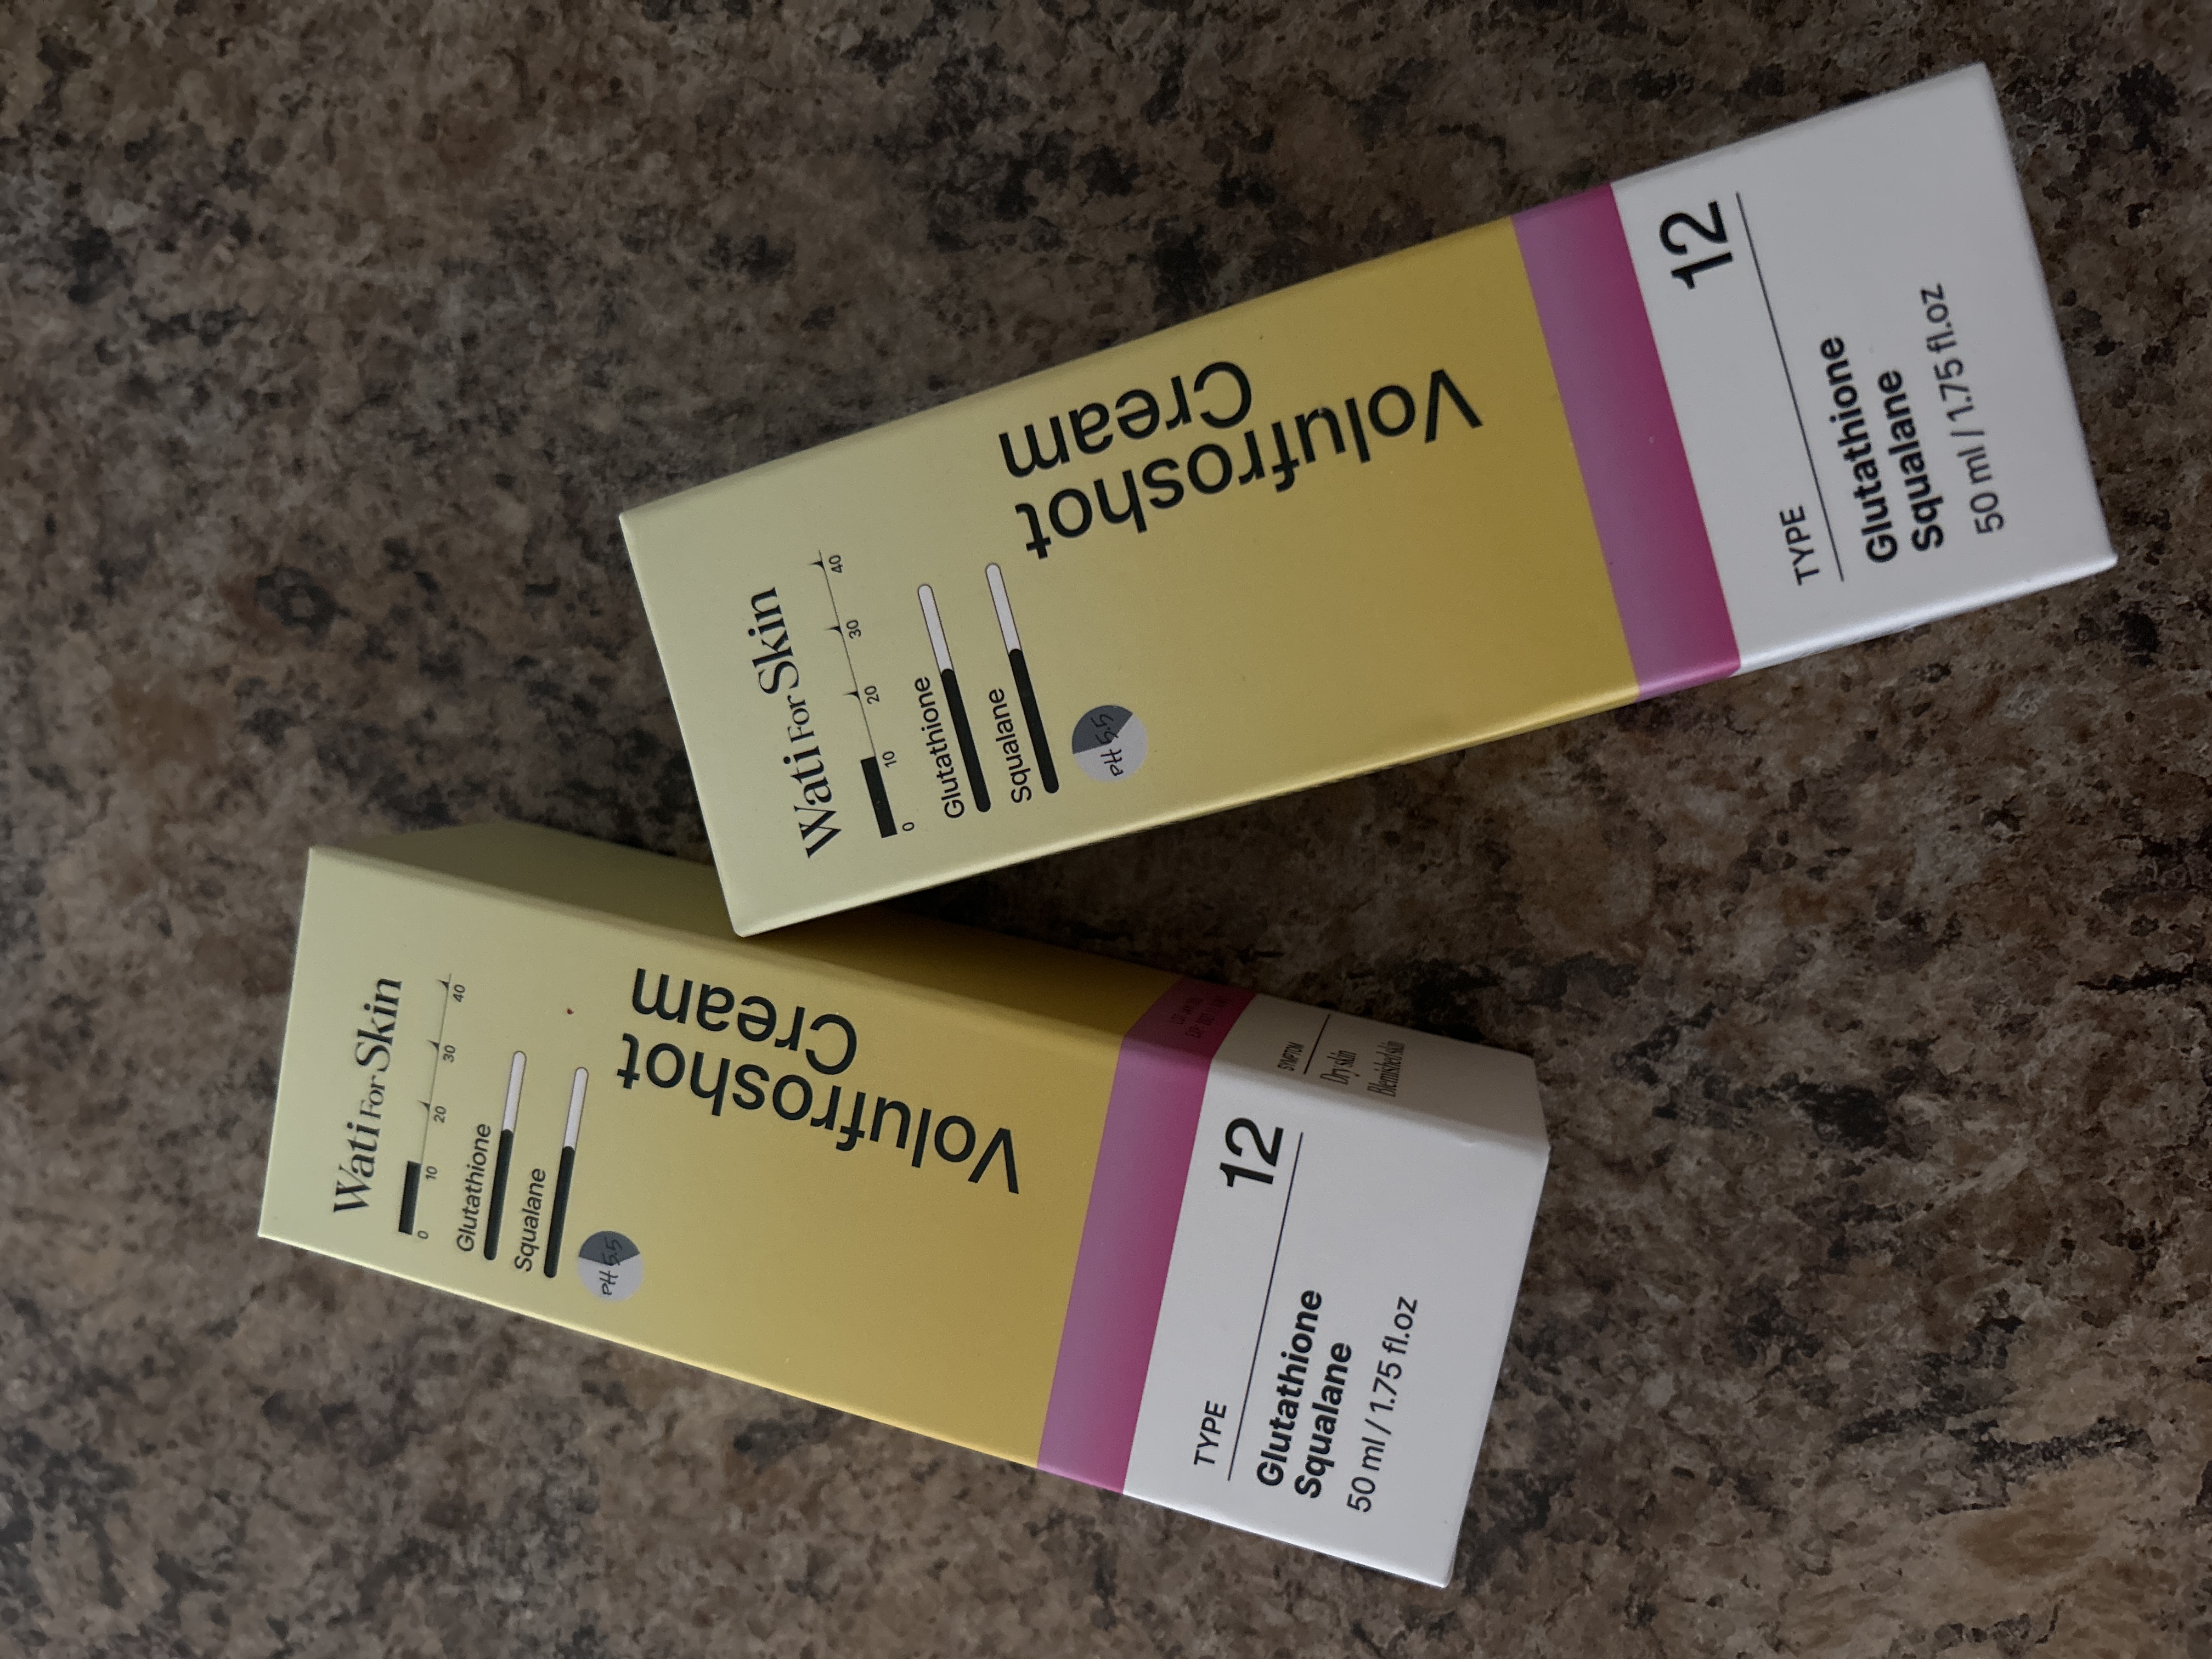 Wati For Skin
0 10 20 30 40
Glutathione
Squalane
PH 5.5
Volufroshot
Cream
TYPE 12
Glutathione
Squalane
50 ml / 1.75 fl.oz
SYMPTOM
Dry skin
Blemished skin
Wati For Skin
0 10 20 30 40
Glutathione
Squalane
PH 5.5
Volufroshot
Cream
TYPE 12
Glutathione
Squalane
50 ml / 1.75 fl.oz